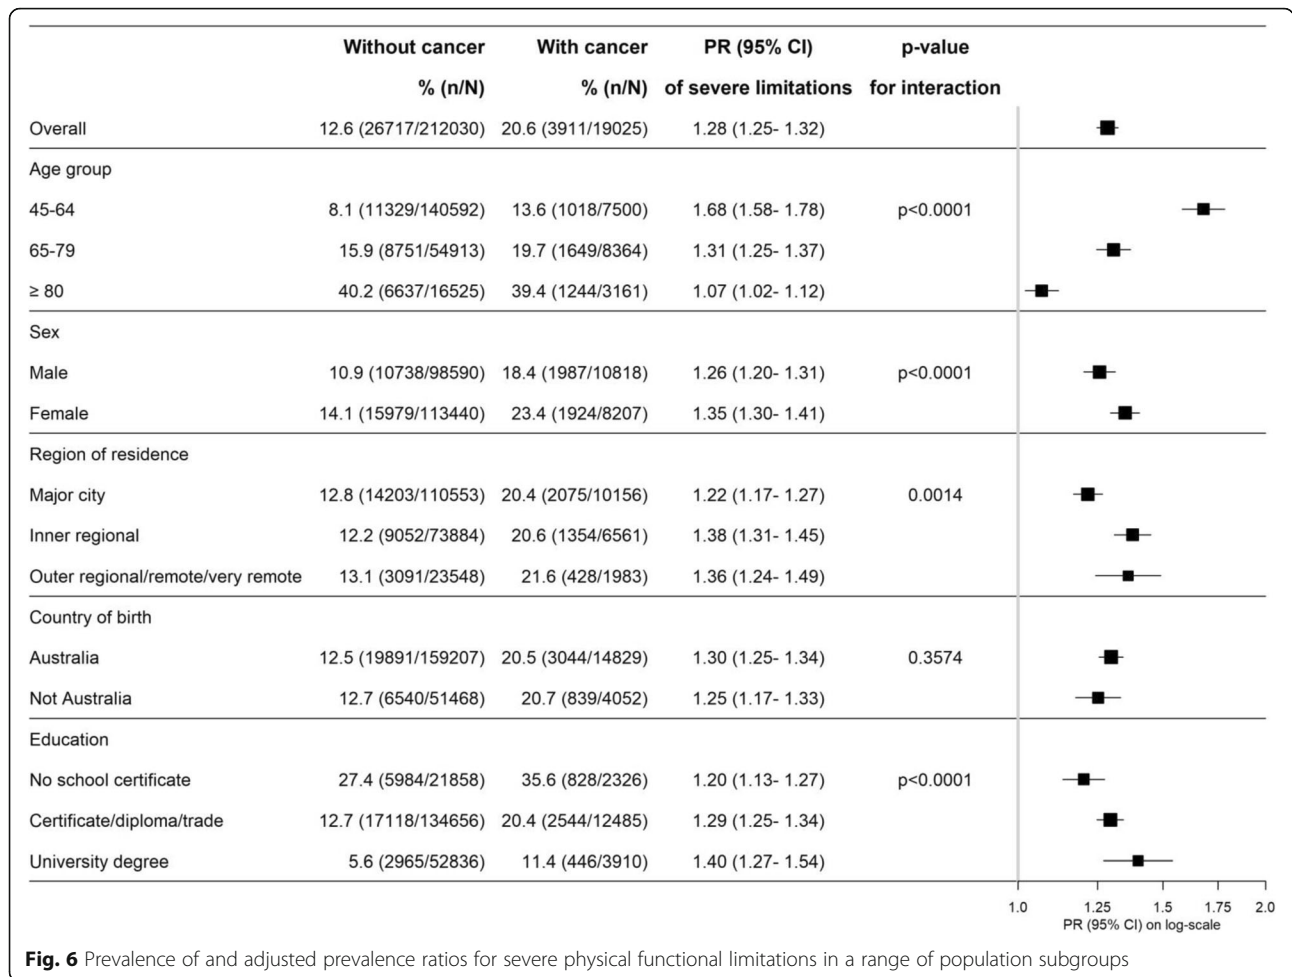 Without cancer With cancer PR (95% CI) p-value
% (n/N) % (n/N) of severe limitations for interaction
Overall 12.6 (26717/212030) 20.6 (3911/19025) 1.28 (1.25- 1.32)
Age group
45-64 8.1 (11329/140592) 13.6 (1018/7500) 1.68 (1.58- 1.78) p<0.0001
65-79 15.9 (8751/54913) 19.7 (1649/8364) 1.31 (1.25- 1.37)
≥ 80 40.2 (6637/16525) 39.4 (1244/3161) 1.07 (1.02- 1.12)
Sex
Male 10.9 (10738/98590) 18.4 (1987/10818) 1.26 (1.20- 1.31) p<0.0001
Female 14.1 (15979/113440) 23.4 (1924/8207) 1.35 (1.30- 1.41)
Region of residence
Major city 12.8 (14203/110553) 20.4 (2075/10156) 1.22 (1.17- 1.27) 0.0014
Inner regional 12.2 (9052/73884) 20.6 (1354/6561) 1.38 (1.31- 1.45)
Outer regional/remote/very remote 13.1 (3091/23548) 21.6 (428/1983) 1.36 (1.24- 1.49)
Country of birth
Australia 12.5 (19891/159207) 20.5 (3044/14829) 1.30 (1.25- 1.34) 0.3574
Not Australia 12.7 (6540/51468) 20.7 (839/4052) 1.25 (1.17- 1.33)
Education
No school certificate 27.4 (5984/21858) 35.6 (828/2326) 1.20 (1.13- 1.27) p<0.0001
Certificate/diploma/trade 12.7 (17118/134656) 20.4 (2544/12485) 1.29 (1.25- 1.34)
University degree 5.6 (2965/52836) 11.4 (446/3910) 1.40 (1.27- 1.54)
1.0 1.25 1.5 1.75 2.0
PR (95% CI) on log-scale
Fig. 6 Prevalence of and adjusted prevalence ratios for severe physical functional limitations in a range of population subgroups